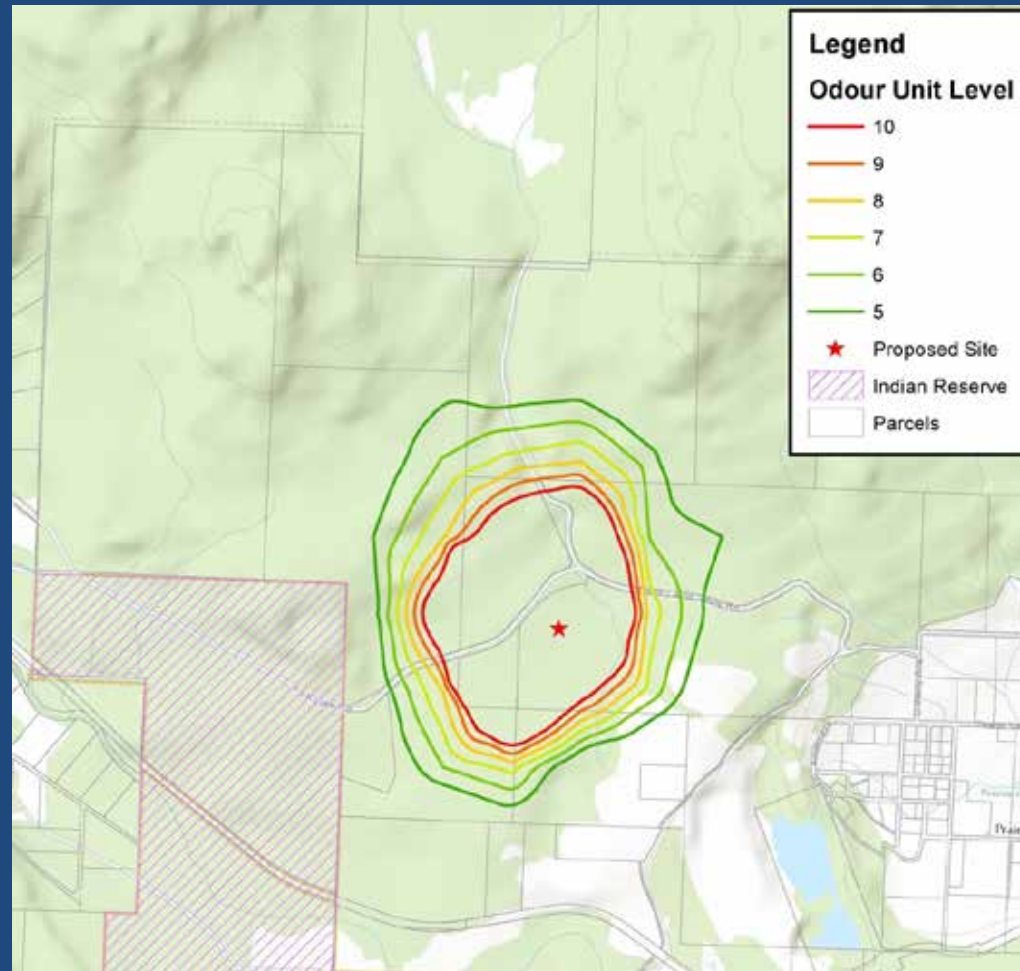 Legend
Odour Unit Level
10
9
8
7
6
5
Proposed Site
Indian Reserve
Parcels